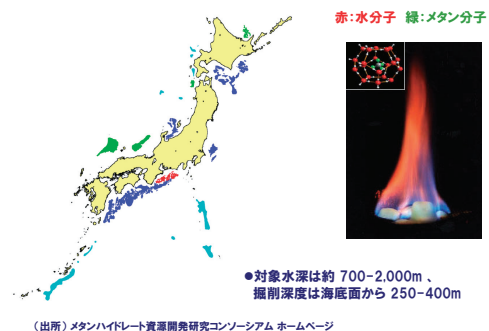 赤：水分子 緑：メタン分子
●対象水深は約 700-2,000m 、
掘削深度は海底面から 250-400m
（出所）メタンハイドレート資源開発研究コンソーシアム ホームページ